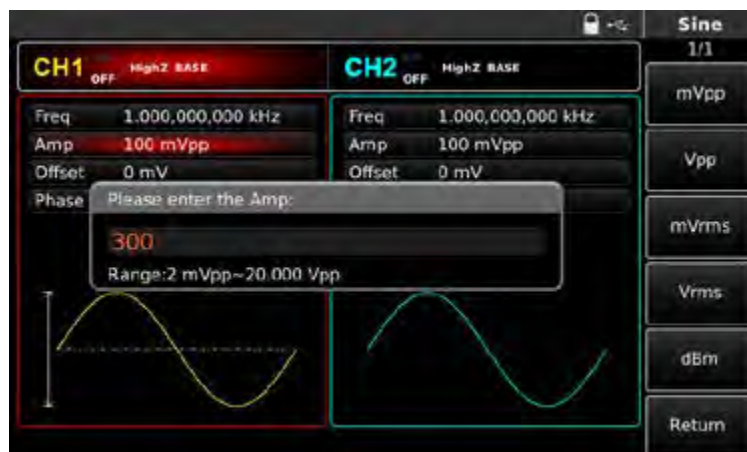 Sine
1/1
CH1 OFF HighZ BASE
CH2 OFF HighZ BASE
Freq 1.000,000,000 kHz
Amp 100 mVpp
Offset 0 mV
Phase
Freq 1.000,000,000 kHz
Amp 100 mVpp
Offset 0 mV
Please enter the Amp:
300
Range:2 mVpp~20.000 Vpp
mVpp
Vpp
mVrms
Vrms
dBm
Return